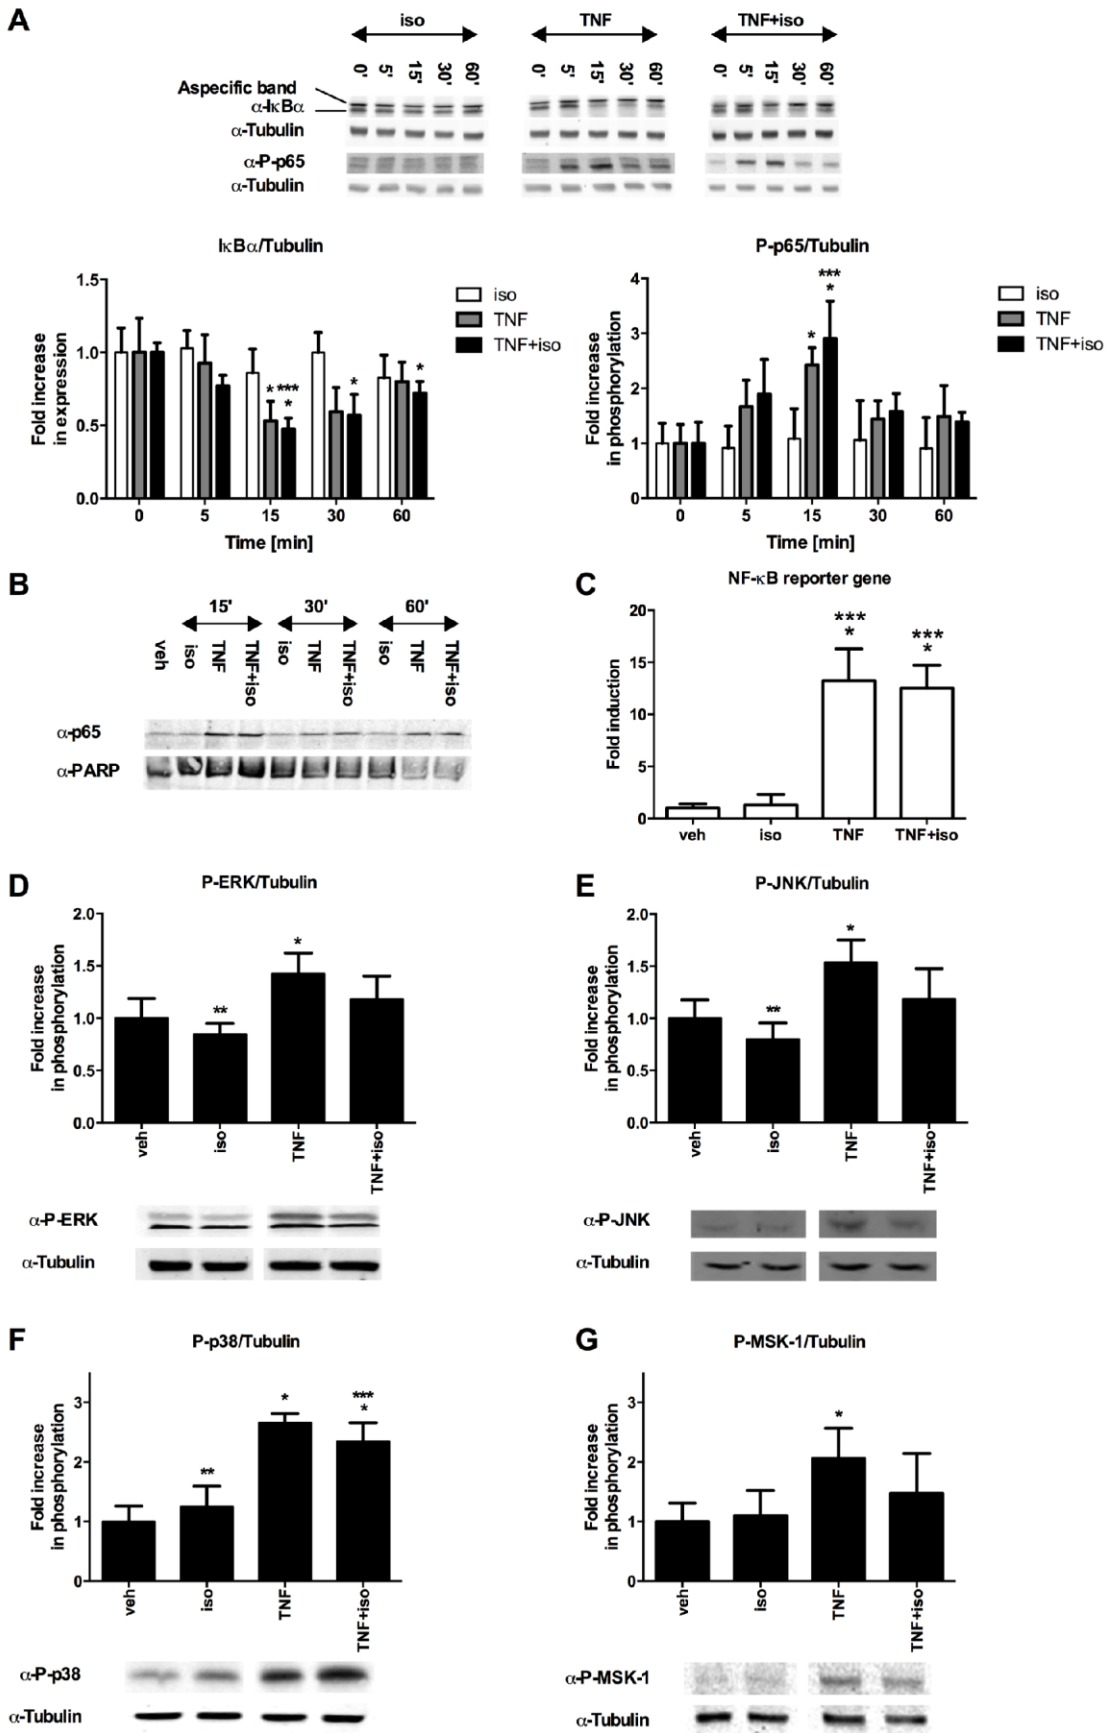 A
iso TNF TNF+iso
0' 5' 15' 30' 60' 0' 5' 15' 30' 60' 0' 5' 15' 30' 60'
Aspecific band
α-IκBα
α-Tubulin
α-P-p65
α-Tubulin
IκBα/Tubulin
Fold increase
in expression
1.5
1.0
0.5
0.0
* ***
*
*
*
iso
TNF
TNF+iso
0 5 15 30 60
Time [min]
P-p65/Tubulin
Fold increase
in phosphorylation
4
3
2
1
0
***
*
*
iso
TNF
TNF+iso
0 5 15 30 60
Time [min]
B
15' 30' 60'
veh iso TNF TNF+iso iso TNF TNF+iso iso TNF TNF+iso
α-p65
α-PARP
C
NF-κB reporter gene
Fold induction
20
15
10
5
0
***
*
***
*
veh iso TNF TNF+iso
D
P-ERK/Tubulin
Fold increase
in phosphorylation
2.0
1.5
1.0
0.5
0.0
**
*
veh iso TNF TNF+iso
α-P-ERK
α-Tubulin
E
P-JNK/Tubulin
Fold increase
in phosphorylation
2.0
1.5
1.0
0.5
0.0
**
*
veh iso TNF TNF+iso
α-P-JNK
α-Tubulin
F
P-p38/Tubulin
Fold increase
in phosphorylation
3
2
1
0
**
*
***
*
veh iso TNF TNF+iso
α-P-p38
α-Tubulin
G
P-MSK-1/Tubulin
Fold increase
in phosphorylation
3
2
1
0
*
veh iso TNF TNF+iso
α-P-MSK-1
α-Tubulin